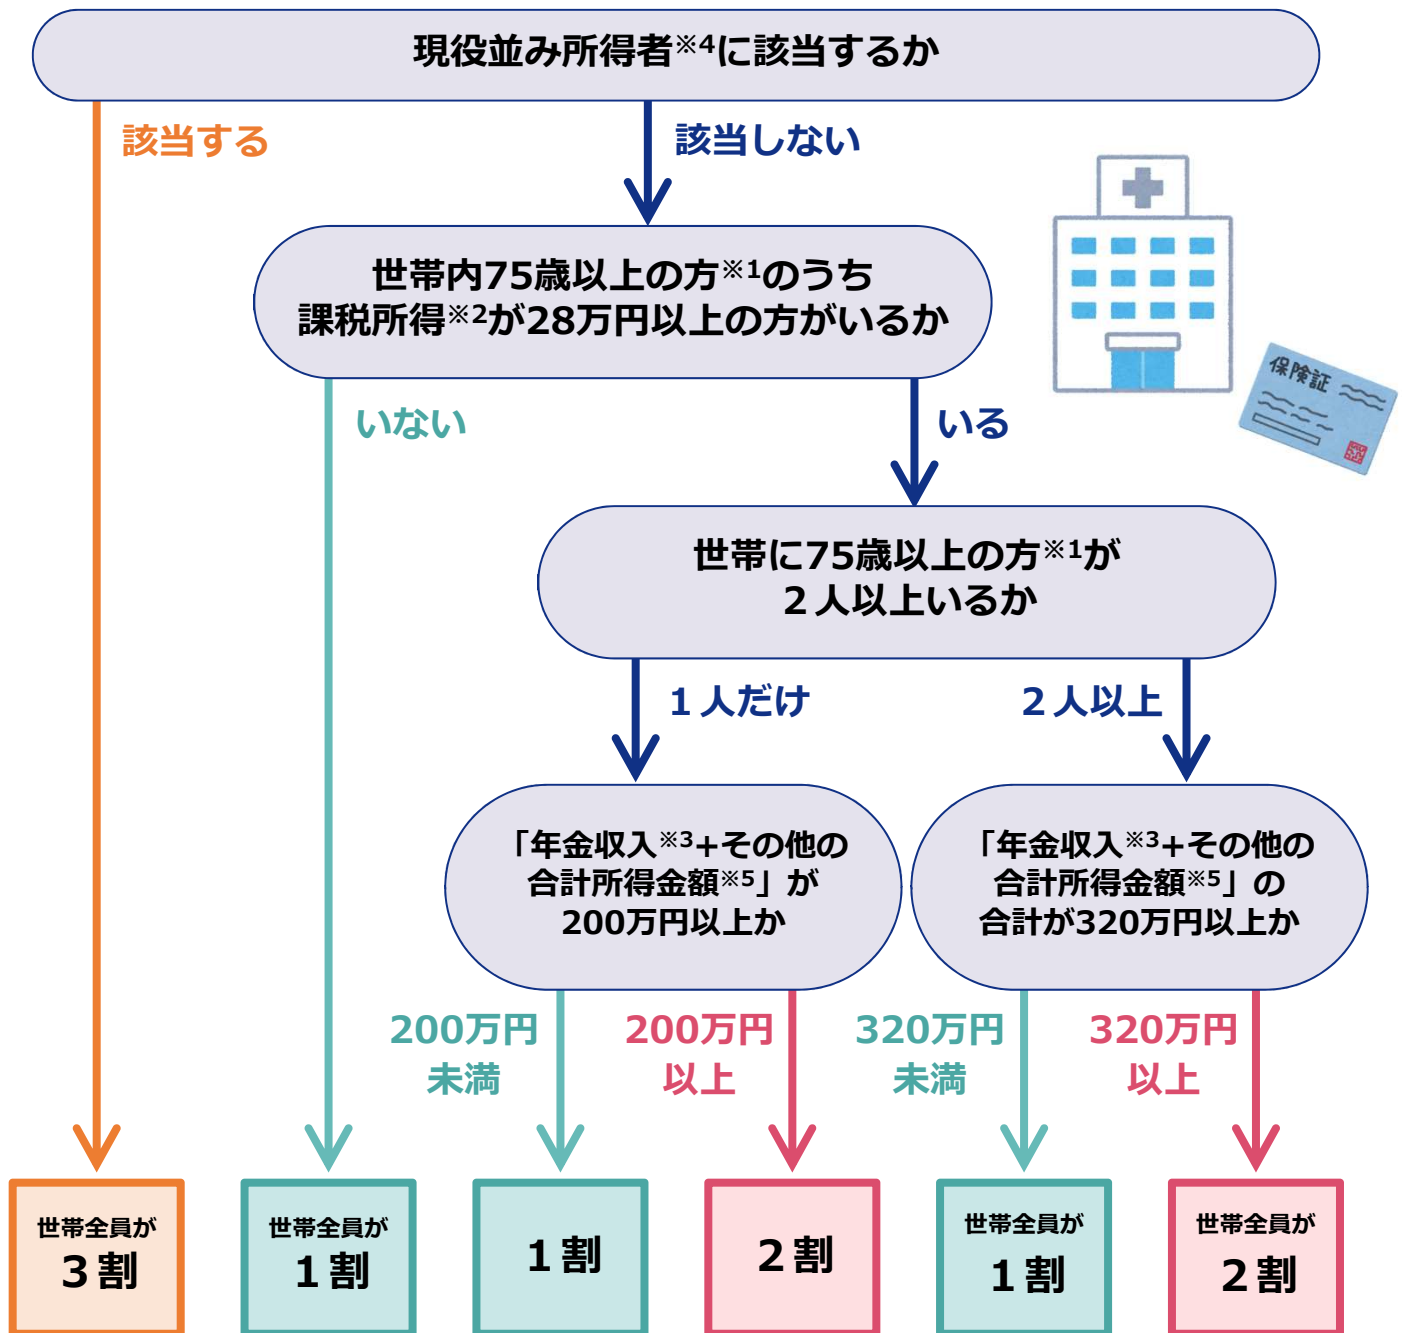 現役並み所得者※4に該当するか
該当する
該当しない
世帯内75歳以上の方※1のうち
課税所得※2が28万円以上の方がいるか
保険証
いない
いる
世帯に75歳以上の方※1が
２人以上いるか
１人だけ
２人以上
「年金収入※3+その他の
合計所得金額※5」が
200万円以上か
「年金収入※3+その他の
合計所得金額※5」の
合計が320万円以上か
200万円
未満
200万円
以上
320万円
未満
320万円
以上
世帯全員が
３割
世帯全員が
１割
１割
２割
世帯全員が
１割
世帯全員が
２割